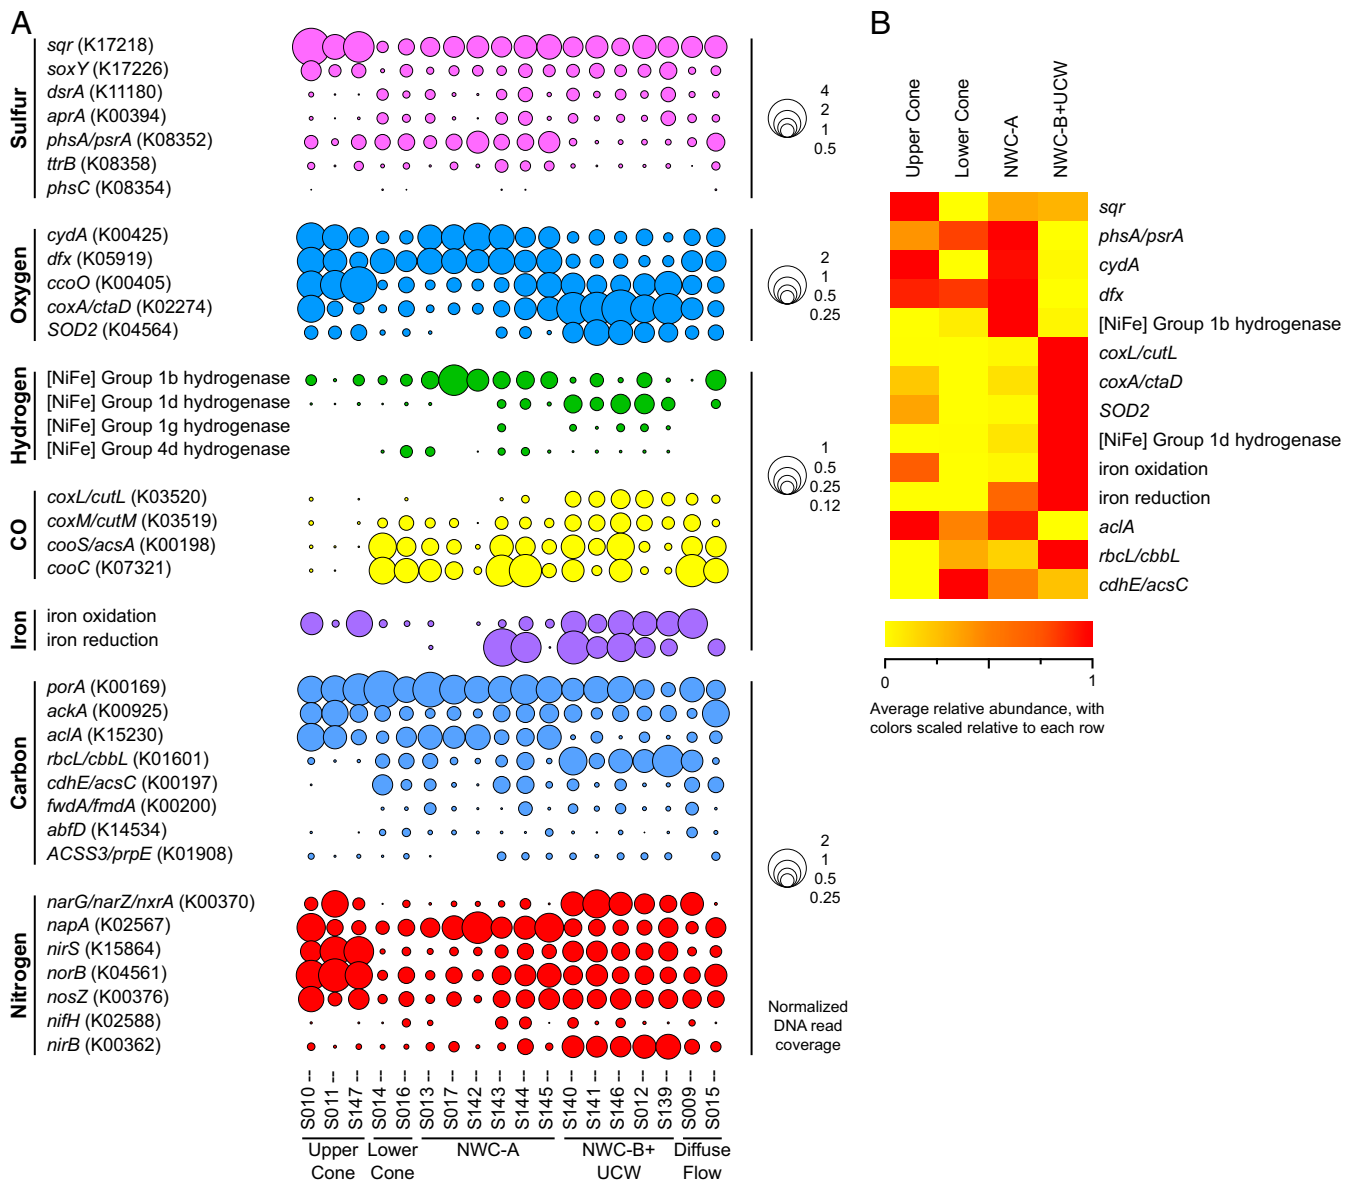 A
Sulfur
sqr (K17218)
soxY (K17226)
dsrA (K11180)
aprA (K00394)
phsA/psrA (K08352)
ttrB (K08358)
phsC (K08354)
4
2
1
0.5
Oxygen
cydA (K00425)
dfx (K05919)
ccoO (K00405)
coxA/ctaD (K02274)
SOD2 (K04564)
2
1
0.5
0.25
Hydrogen
[NiFe] Group 1b hydrogenase
[NiFe] Group 1d hydrogenase
[NiFe] Group 1g hydrogenase
[NiFe] Group 4d hydrogenase
1
0.5
0.25
0.12
CO
coxL/cutL (K03520)
coxM/cutM (K03519)
cooS/acsA (K00198)
cooC (K07321)
Iron
iron oxidation
iron reduction
Carbon
porA (K00169)
ackA (K00925)
aclA (K15230)
rbcL/cbbL (K01601)
cdhE/acsC (K00197)
fwdA/fmdA (K00200)
abfD (K14534)
ACSS3/prpE (K01908)
2
1
0.5
0.25
Nitrogen
narG/narZ/nxrA (K00370)
napA (K02567)
nirS (K15864)
norB (K04561)
nosZ (K00376)
nifH (K02588)
nirB (K00362)
Normalized
DNA read
coverage
S010 --
S011 --
S147 --
S014 --
S016 --
S013 --
S017 --
S142 --
S143 --
S144 --
S145 --
S140 --
S141 --
S146 --
S012 --
S139 --
S009 --
S015 --
Upper
Cone
Lower
Cone
NWC-A
NWC-B+
UCW
Diffuse
Flow
B
Upper Cone
Lower Cone
NWC-A
NWC-B+UCW
sqr
phsA/psrA
cydA
dfx
[NiFe] Group 1b hydrogenase
coxL/cutL
coxA/ctaD
SOD2
[NiFe] Group 1d hydrogenase
iron oxidation
iron reduction
aclA
rbcL/cbbL
cdhE/acsC
0
1
Average relative abundance, with
colors scaled relative to each row